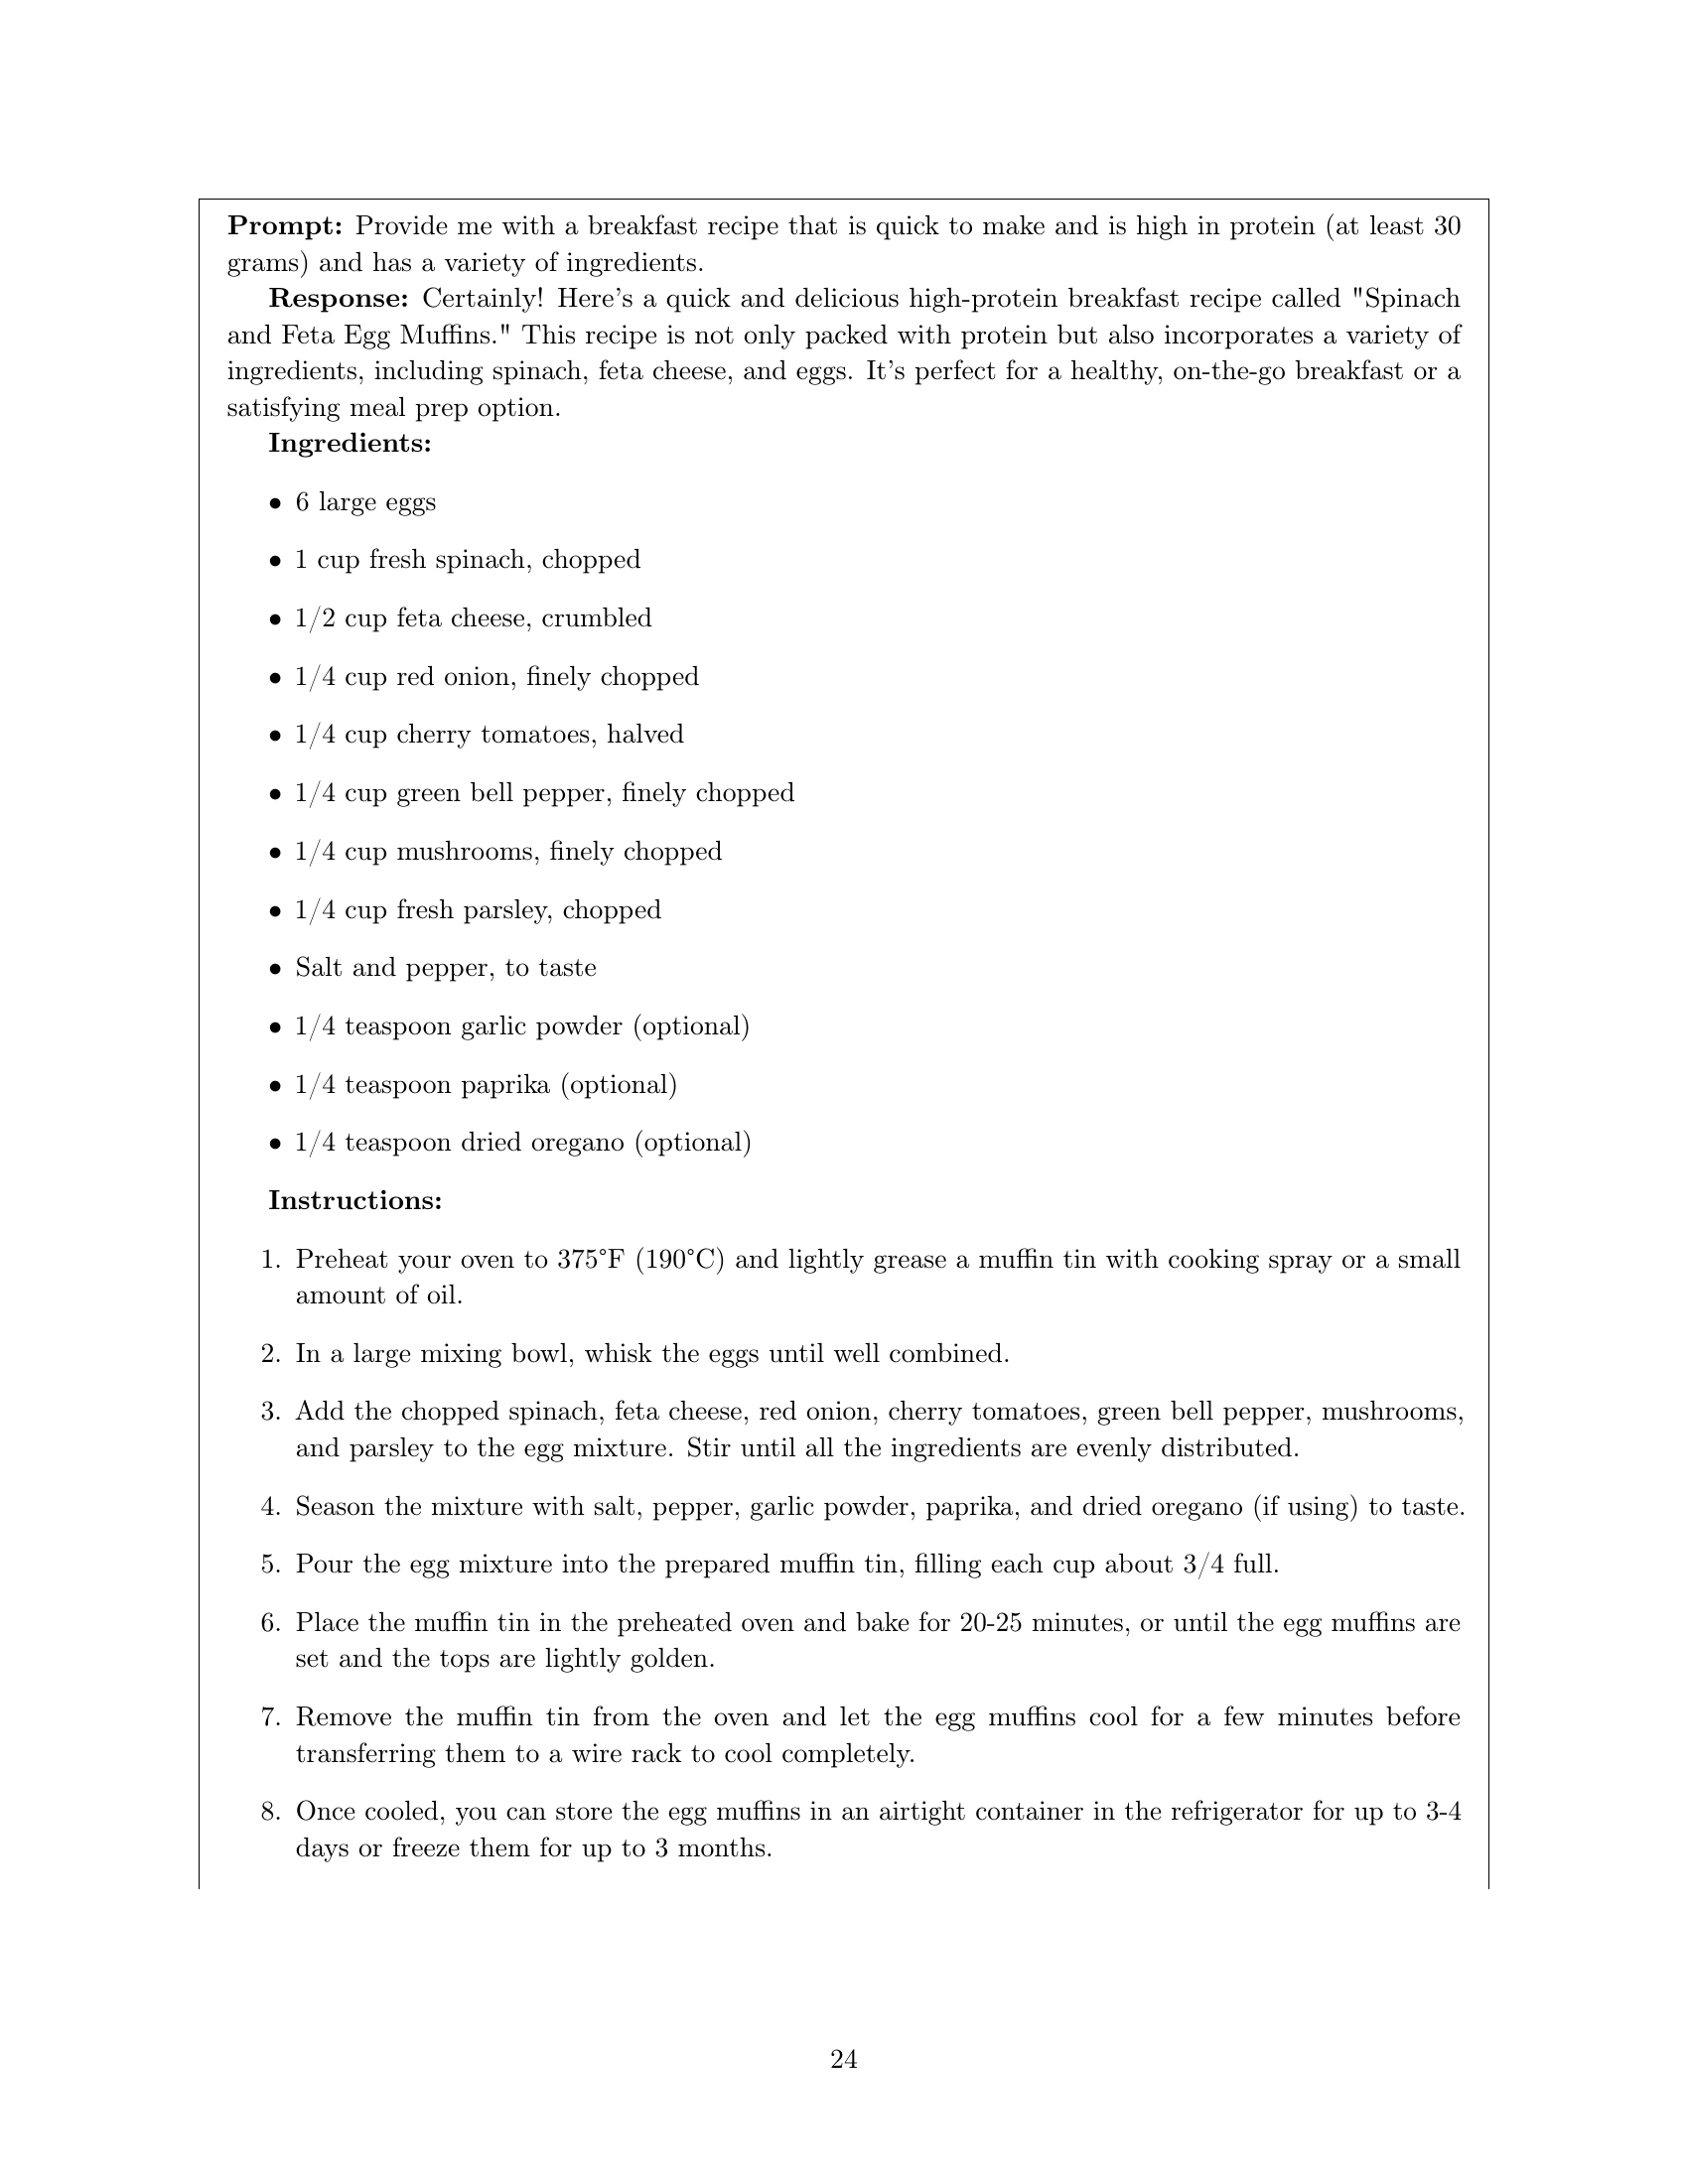 Prompt: Provide me with a breakfast recipe that is quick to make and is high in protein (at least 30
grams) and has a variety of ingredients.
Response: Certainly! Here's a quick and delicious high-protein breakfast recipe called "Spinach
and Feta Egg Muffins." This recipe is not only packed with protein but also incorporates a variety of
ingredients, including spinach, feta cheese, and eggs. It's perfect for a healthy, on-the-go breakfast or a
satisfying meal prep option.
Ingredients:
• 6 large eggs
• 1 cup fresh spinach, chopped
• 1/2 cup feta cheese, crumbled
• 1/4 cup red onion, finely chopped
• 1/4 cup cherry tomatoes, halved
• 1/4 cup green bell pepper, finely chopped
• 1/4 cup mushrooms, finely chopped
• 1/4 cup fresh parsley, chopped
• Salt and pepper, to taste
• 1/4 teaspoon garlic powder (optional)
• 1/4 teaspoon paprika (optional)
• 1/4 teaspoon dried oregano (optional)
Instructions:
1. Preheat your oven to 375°F (190°C) and lightly grease a muffin tin with cooking spray or a small
amount of oil.
2. In a large mixing bowl, whisk the eggs until well combined.
3. Add the chopped spinach, feta cheese, red onion, cherry tomatoes, green bell pepper, mushrooms,
and parsley to the egg mixture. Stir until all the ingredients are evenly distributed.
4. Season the mixture with salt, pepper, garlic powder, paprika, and dried oregano (if using) to taste.
5. Pour the egg mixture into the prepared muffin tin, filling each cup about 3/4 full.
6. Place the muffin tin in the preheated oven and bake for 20-25 minutes, or until the egg muffins are
set and the tops are lightly golden.
7. Remove the muffin tin from the oven and let the egg muffins cool for a few minutes before
transferring them to a wire rack to cool completely.
8. Once cooled, you can store the egg muffins in an airtight container in the refrigerator for up to 3-4
days or freeze them for up to 3 months.
24